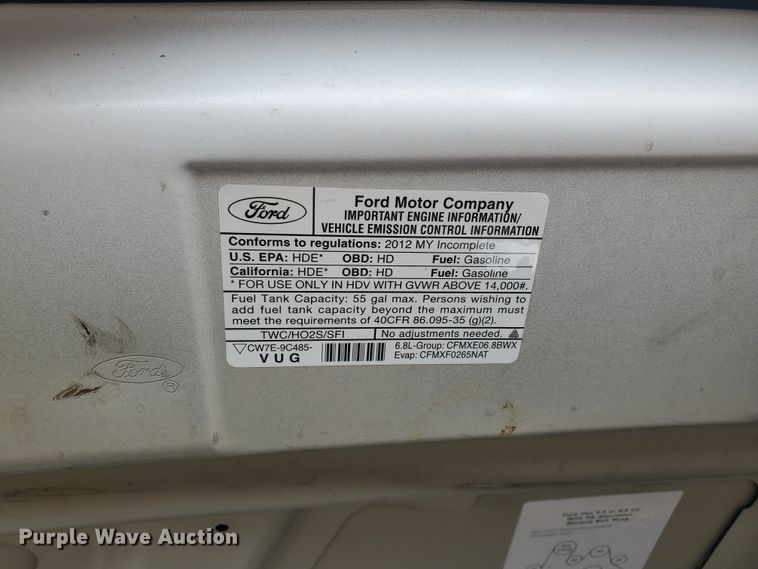 Ford
Ford Motor Company
IMPORTANT ENGINE INFORMATION/
VEHICLE EMISSION CONTROL INFORMATION
Conforms to regulations: 2012 MY Incomplete
U.S. EPA: HDE* OBD: HD Fuel: Gasoline
California: HDE* OBD: HD Fuel: Gasoline
* FOR USE ONLY IN HDV WITH GVWR ABOVE 14,000#.
Fuel Tank Capacity: 55 gal max. Persons wishing to
add fuel tank capacity beyond the maximum must
meet the requirements of 40CFR 86.095-35 (g)(2).
TWC/HO2S/SFI No adjustments needed.
CW7E-9C485- 
VUG
6.8L-Group: CFMXE06.8BWX
Evap: CFMXF0265NAT
Ford ®
Purple Wave Auction